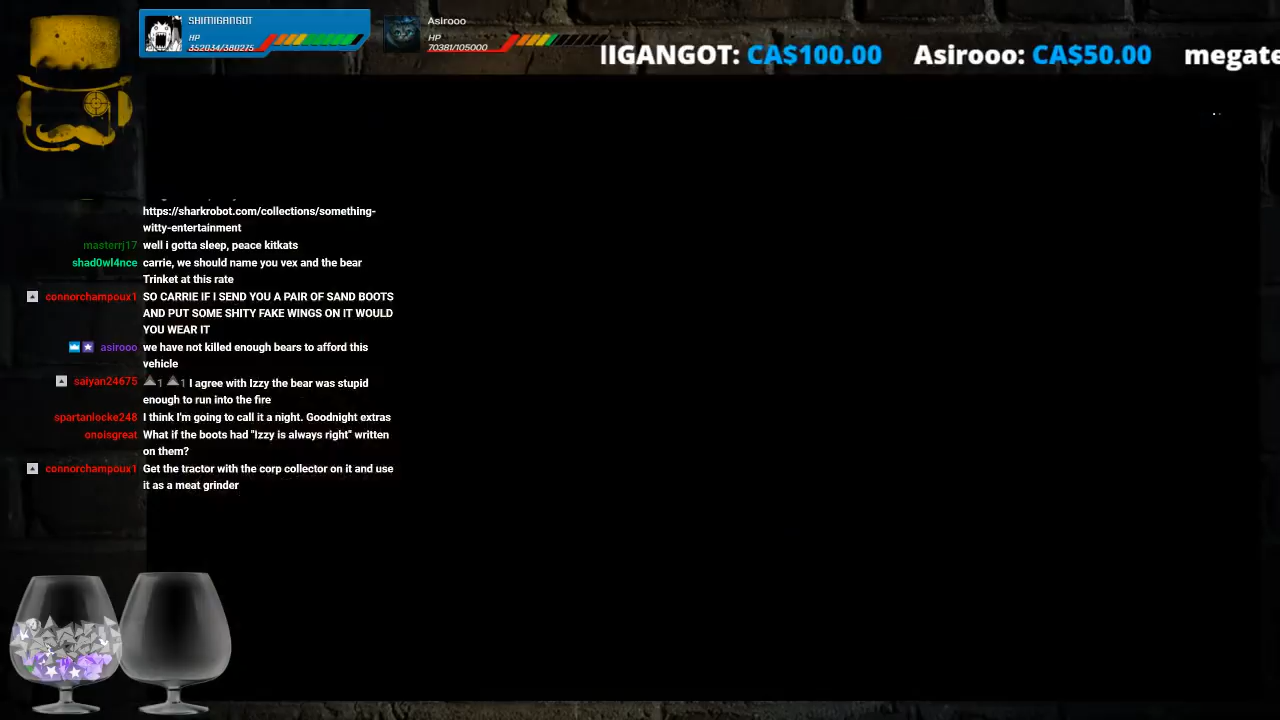 SHIMIGANGOT
HP
352034/380275
Asirooo
HP
70381/105000
IIGANGOT: CA$100.00 Asirooo: CA$50.00 megate
https://sharkrobot.com/collections/something-
witty-entertainment
masterrj17 well i gotta sleep, peace kitkats
shad0wl4nce carrie, we should name you vex and the bear
Trinket at this rate
connorchampoux1 SO CARRIE IF I SEND YOU A PAIR OF SAND BOOTS
AND PUT SOME SHITY FAKE WINGS ON IT WOULD
YOU WEAR IT
asirooo we have not killed enough bears to afford this
vehicle
saiyan24675 1 1 I agree with Izzy the bear was stupid
enough to run into the fire
spartanlocke248 I think I'm going to call it a night. Goodnight extras
onoisgreat What if the boots had "Izzy is always right" written
on them?
connorchampoux1 Get the tractor with the corp collector on it and use
it as a meat grinder